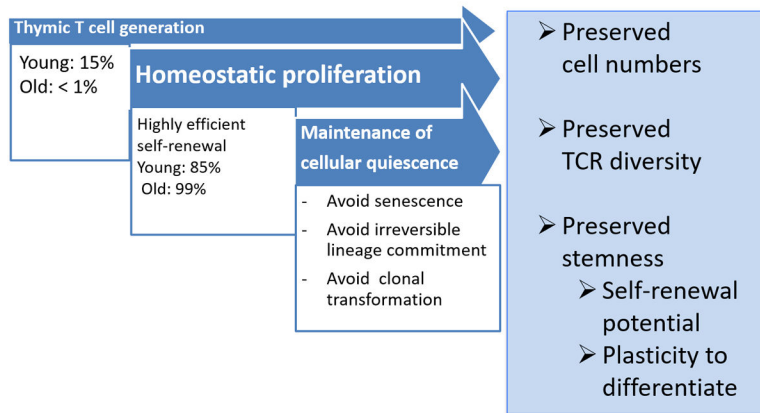 Thymic T cell generation
Young: 15%
Old: < 1%
Homeostatic proliferation
Highly efficient
self-renewal
Young: 85%
Old: 99%
Maintenance of
cellular quiescence
- Avoid senescence
- Avoid irreversible
lineage commitment
- Avoid clonal
transformation
➢ Preserved
cell numbers
➢ Preserved
TCR diversity
➢ Preserved
stemness
➢ Self-renewal
potential
➢ Plasticity to
differentiate